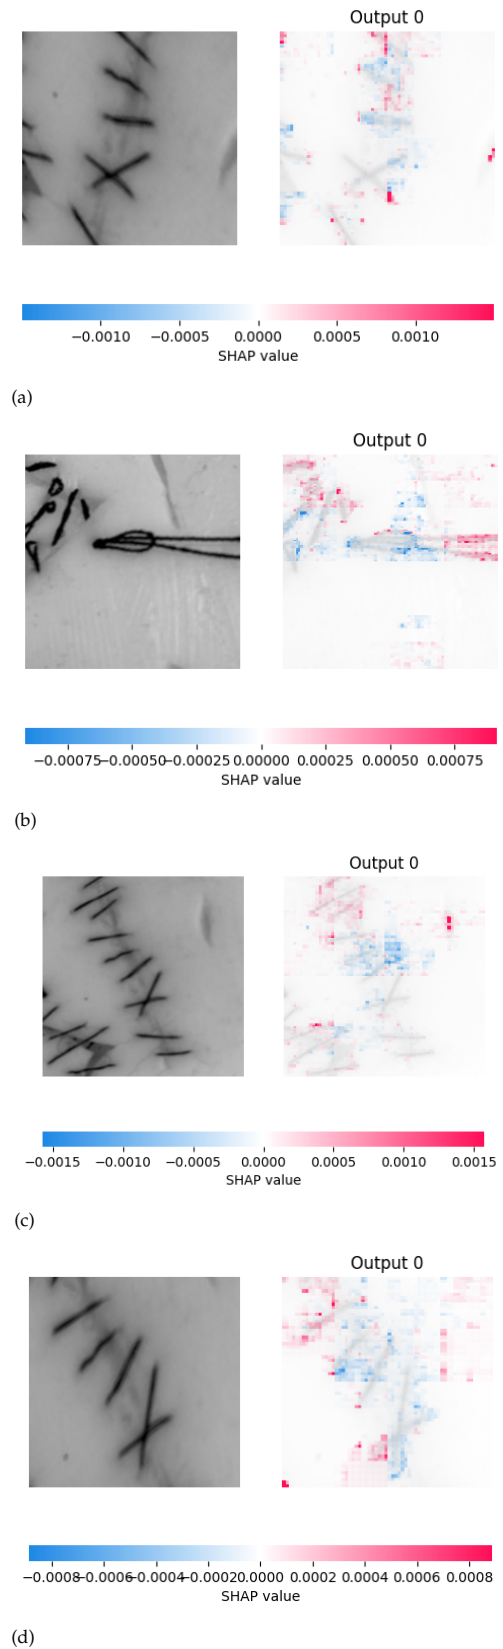 Output 0
−0.0010 −0.0005 0.0000 0.0005 0.0010
SHAP value
(a)
Output 0
−0.00075−0.00050−0.00025 0.00000 0.00025 0.00050 0.00075
SHAP value
(b)
Output 0
−0.0015 −0.0010 −0.0005 0.0000 0.0005 0.0010 0.0015
SHAP value
(c)
Output 0
−0.0008−0.0006−0.0004−0.00020.0000 0.0002 0.0004 0.0006 0.0008
SHAP value
(d)